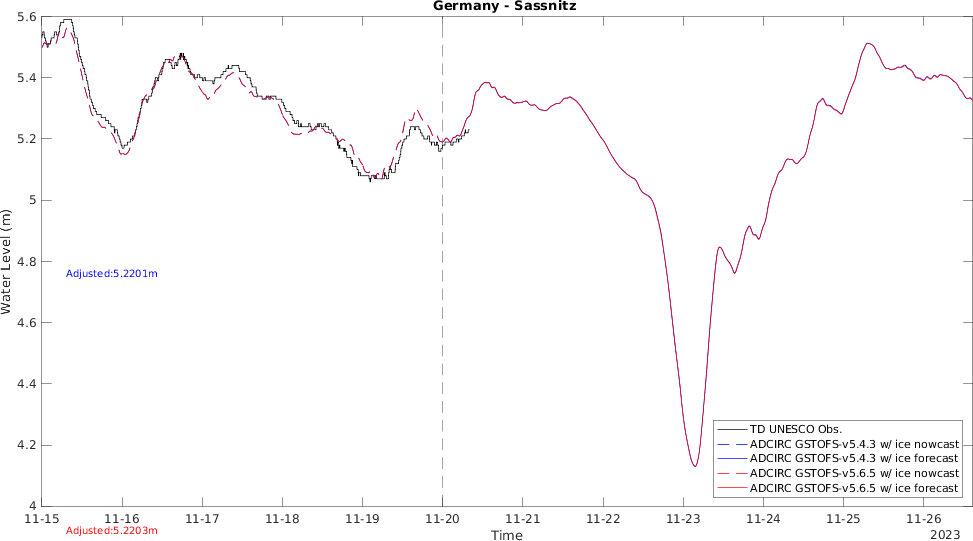 Germany - Sassnitz
5.6
5.4
5.2
5
4.8
4.6
4.4
4.2
4
Water Level (m)
Adjusted:5.2201m
Adjusted:5.2203m
TD UNESCO Obs.
ADCIRC GSTOFS-v5.4.3 w/ ice nowcast
ADCIRC GSTOFS-v5.4.3 w/ ice forecast
ADCIRC GSTOFS-v5.6.5 w/ ice nowcast
ADCIRC GSTOFS-v5.6.5 w/ ice forecast
11-15 11-16 11-17 11-18 11-19 11-20 11-21 11-22 11-23 11-24 11-25 11-26
Time
2023